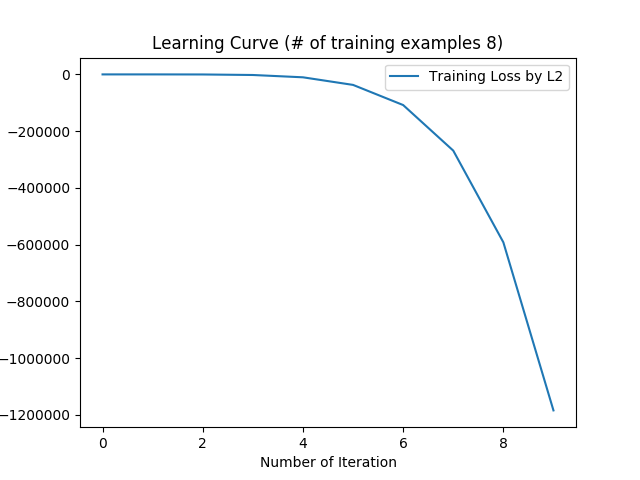 Learning Curve (# of training examples 8)
Training Loss by L2
0
−200000
−400000
−600000
−800000
−1000000
−1200000
0 2 4 6 8
Number of Iteration